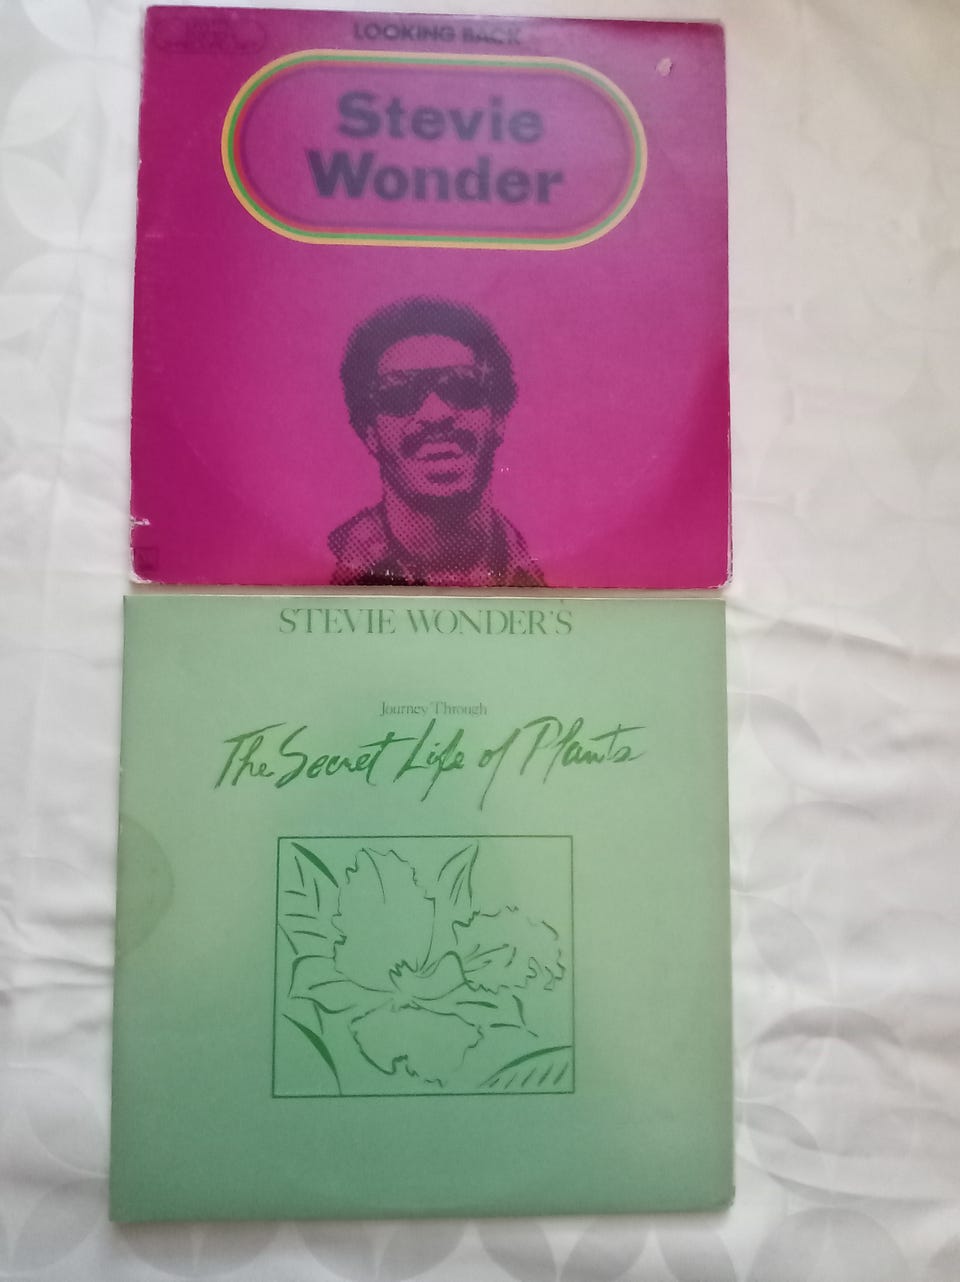 LOOKING BACK
Stevie
Wonder
STEVIE WONDER'S
Journey Through
The Secret Life of Plants